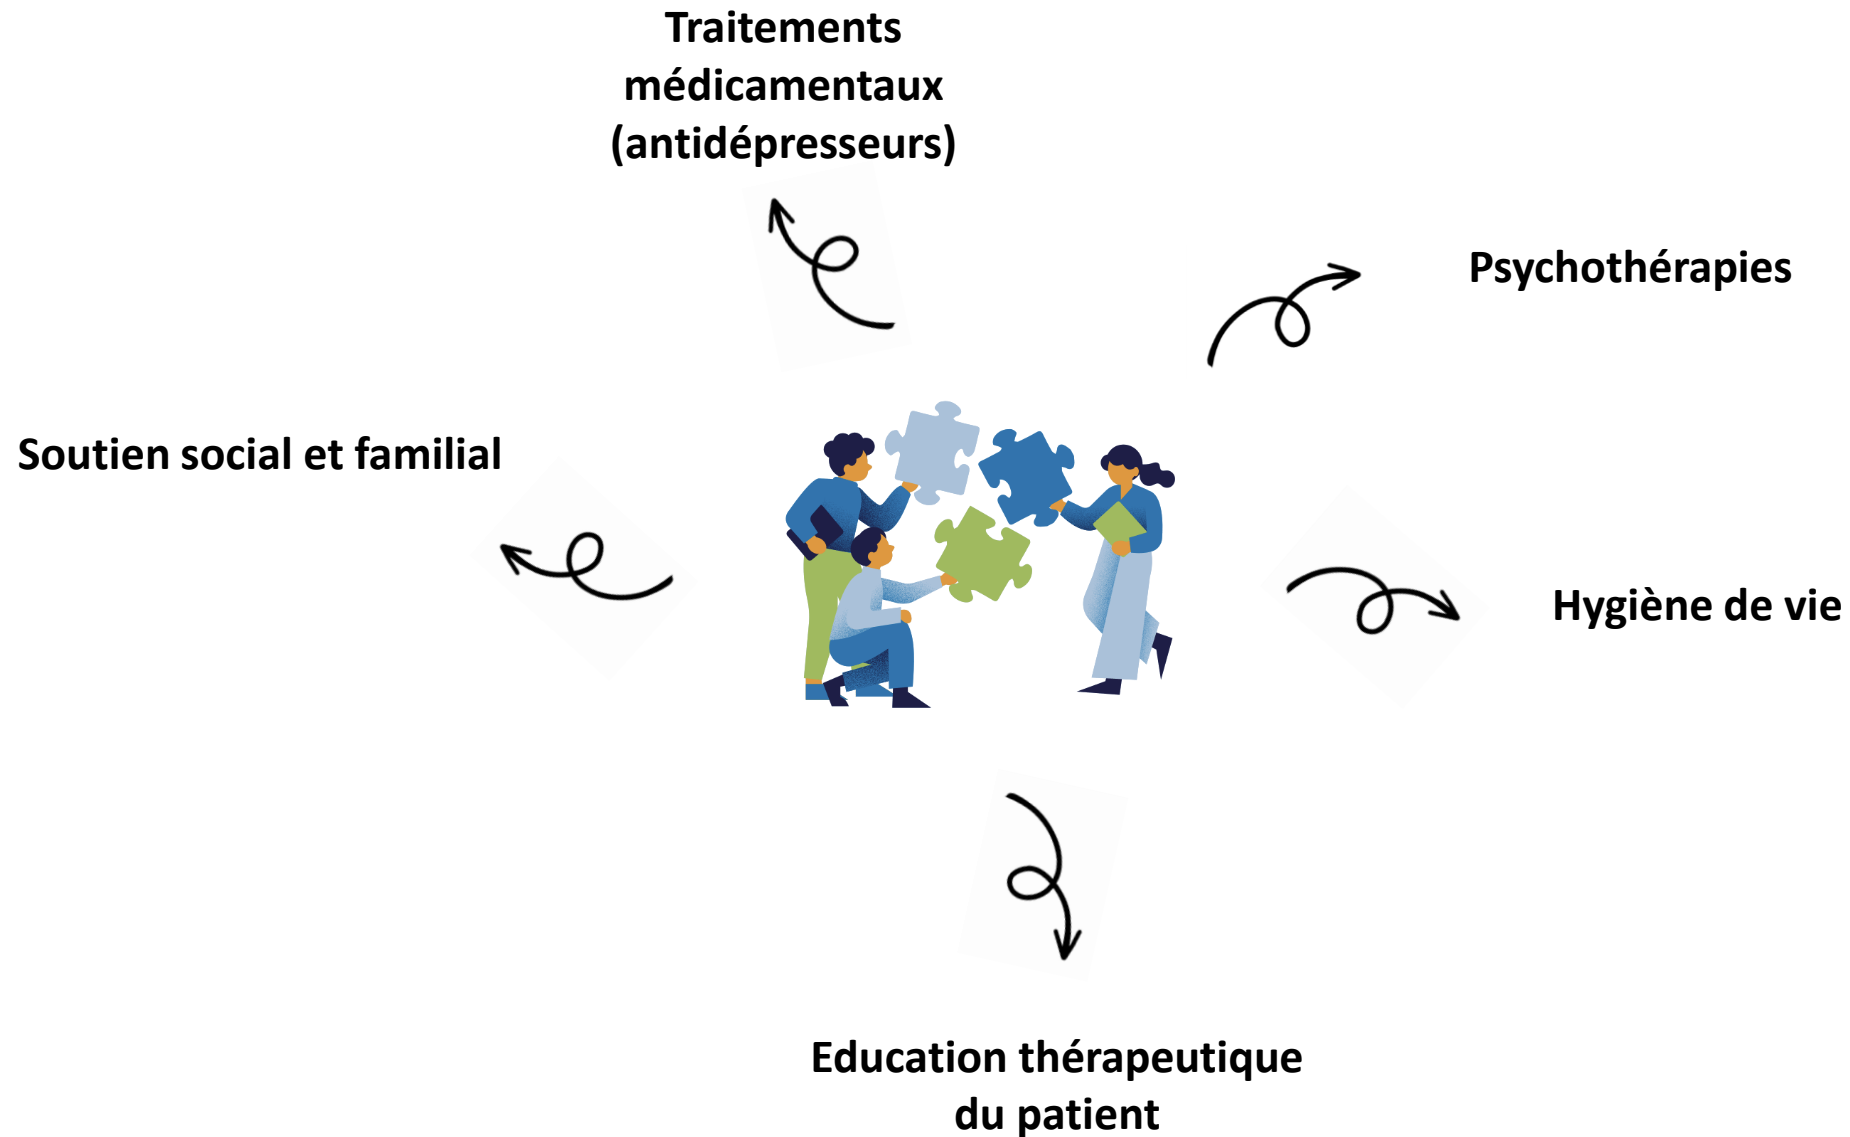 Traitements
médicamentaux
(antidépresseurs)
Psychothérapies
Soutien social et familial
Hygiène de vie
Education thérapeutique
du patient